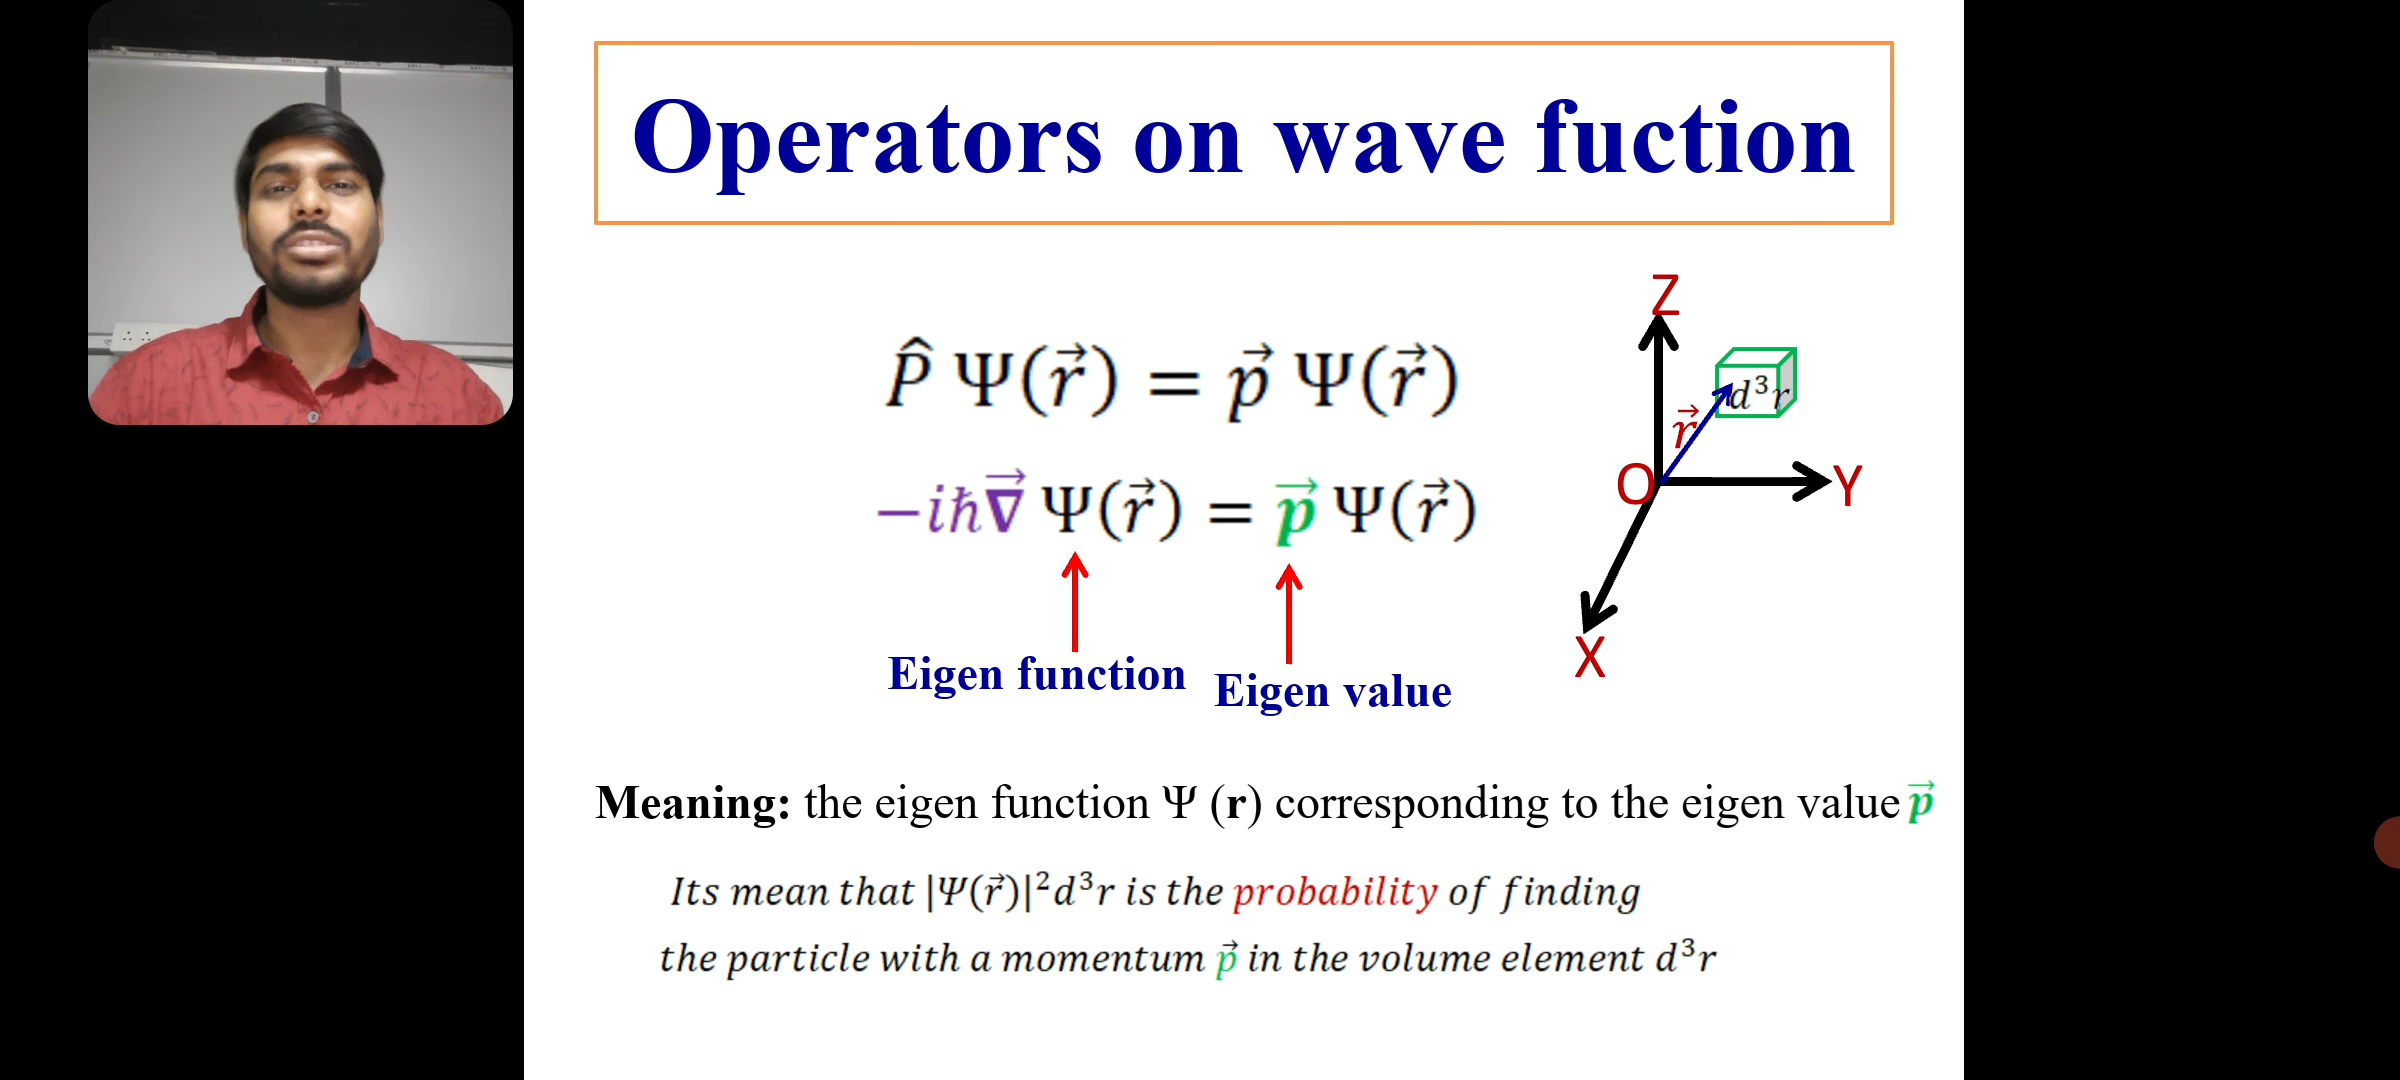 Operators on wave fuction
P̂ Ψ(r⃗) = p⃗ Ψ(r⃗)
−iħ∇⃗ Ψ(r⃗) = p⃗ Ψ(r⃗)
Eigen function
Eigen value
Z
d³r
r⃗
O
Y
X
Meaning: the eigen function Ψ (r) corresponding to the eigen value p⃗
Its mean that |Ψ(r⃗)|²d³r is the probability of finding
the particle with a momentum p⃗ in the volume element d³r